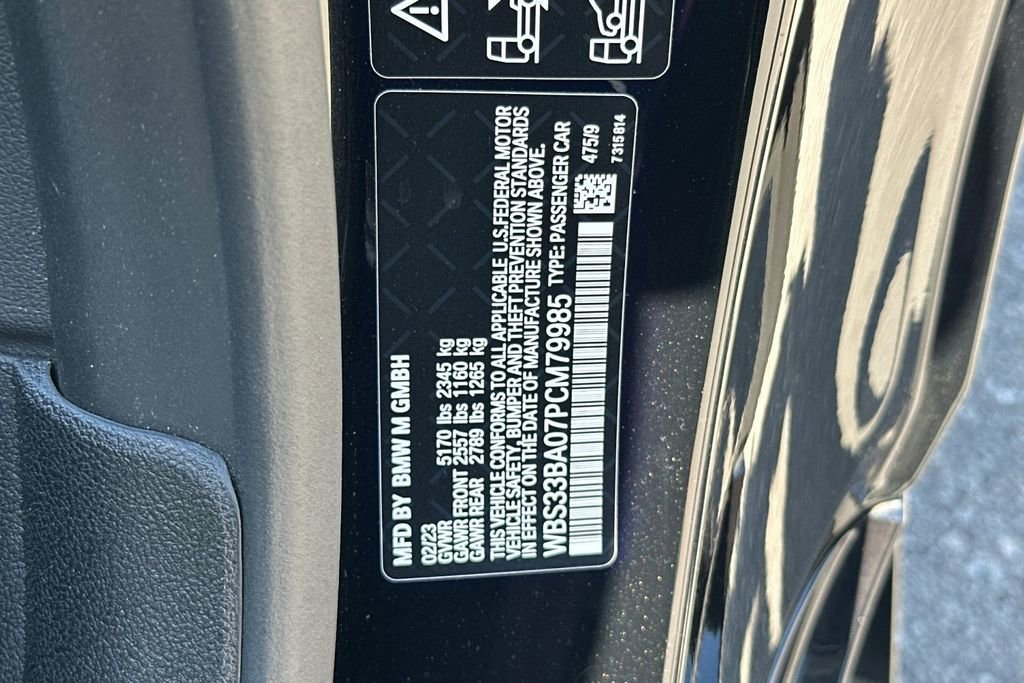 MFD BY BMW M GMBH
02/23
GVWR 5170 lbs 2345 kg
GAWR FRONT 2557 lbs 1160 kg
GAWR REAR 2789 lbs 1265 kg
THIS VEHICLE CONFORMS TO ALL APPLICABLE U.S.FEDERAL MOTOR
VEHICLE SAFETY, BUMPER AND THEFT PREVENTION STANDARDS
IN EFFECT ON THE DATE OF MANUFACTURE SHOWN ABOVE.
WBS33BA07PCM79985 TYPE: PASSENGER CAR
475/9
7315814